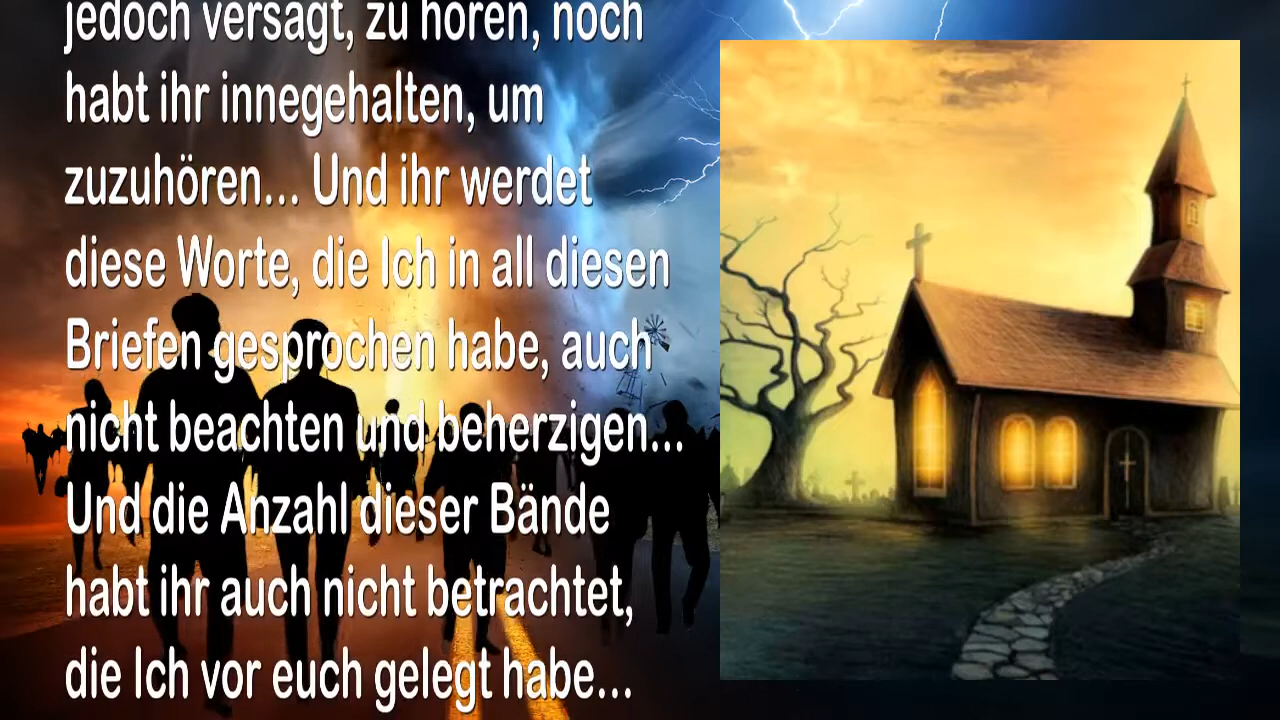 jedoch versagt, zu hören, noch
habt ihr innegehalten, um
zuzuhören... Und ihr werdet
diese Worte, die Ich in all diesen
Briefen gesprochen habe, auch
nicht beachten und beherzigen...
Und die Anzahl dieser Bände
habt ihr auch nicht betrachtet,
die Ich vor euch gelegt habe...